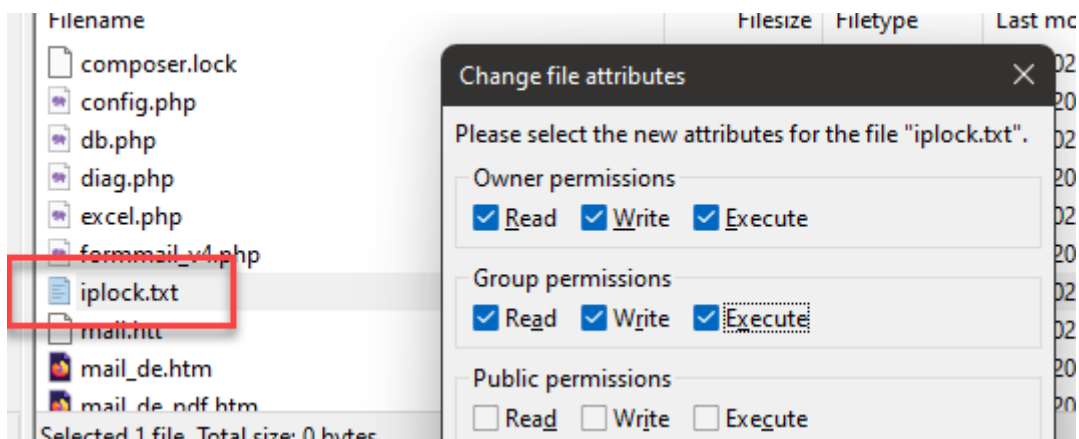 Filename Filesize Filetype Last mo
composer.lock
config.php
db.php
diag.php
excel.php
formmail_v4.php
iplock.txt
mail.htt
mail_de.htm
mail_de_pdf.htm
Selected 1 file. Total size: 0 bytes
Change file attributes
Please select the new attributes for the file "iplock.txt".
Owner permissions
Read Write Execute
Group permissions
Read Write Execute
Public permissions
Read Write Execute